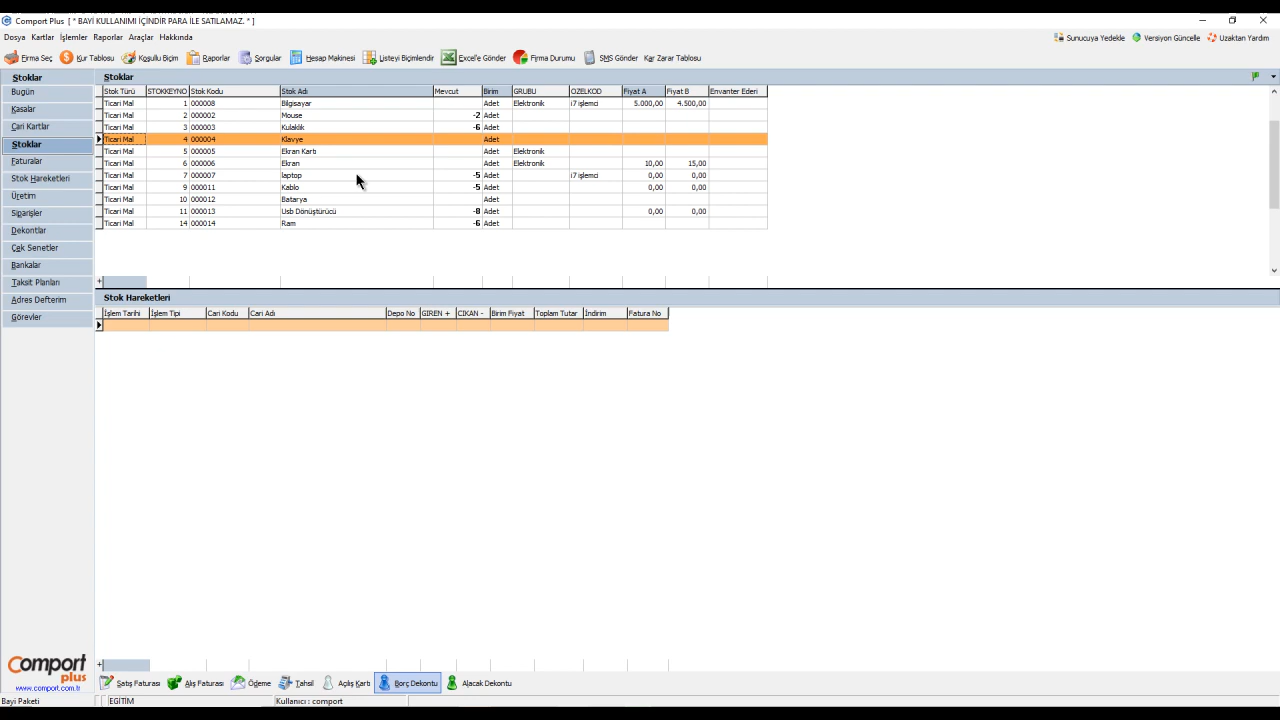 Comport Plus [ * BAYİ KULLANIMI İÇİNDİR PARA İLE SATILAMAZ. * ]
Dosya Kartlar İşlemler Raporlar Araçlar Hakkında
Sunucuya Yedekle Versiyon Güncelle Uzaktan Yardım
Firma Seç Kur Tablosu Koşullu Biçim Raporlar Sorgular Hesap Makinesi Listeyi Biçimlendir Excel'e Gönder Firma Durumu SMS Gönder Kar Zarar Tablosu
Stoklar
Bugün
Kasalar
Cari Kartlar
Stoklar
Faturalar
Stok Hareketleri
Üretim
Siparişler
Dekontlar
Çek Senetler
Bankalar
Taksit Planları
Adres Defterim
Görevler
Stoklar
Stok Türü STOKKEYNO Stok Kodu Stok Adı Mevcut Birim GRUBU OZELKOD Fiyat A Fiyat B Envanter Ederi
Ticari Mal 1 000008 Bilgisayar Adet Elektronik i7 işlemci 5.000,00 4.500,00
Ticari Mal 2 000002 Mouse -2 Adet
Ticari Mal 3 000003 Kulaklik -6 Adet
Ticari Mal 4 000004 Klavye Adet
Ticari Mal 5 000005 Ekran Kartı Adet Elektronik
Ticari Mal 6 000006 Ekran Adet Elektronik 10,00 15,00
Ticari Mal 7 000007 laptop -5 Adet i7 işlemci 0,00 0,00
Ticari Mal 9 000011 Kablo -5 Adet 0,00 0,00
Ticari Mal 10 000012 Batarya Adet
Ticari Mal 11 000013 Usb Dönüştürücü -8 Adet 0,00 0,00
Ticari Mal 14 000014 Ram -6 Adet
Stok Hareketleri
İşlem Tarihi İşlem Tipi Cari Kodu Cari Adı Depo No GIREN + CIKAN - Birim Fiyat Toplam Tutar İndirim Fatura No
Comport
plus
www.comport.com.tr
Satış Faturası Alış Faturası Ödeme Tahsil Açılış Kartı Borç Dekontu Alacak Dekontu
Bayi Paketi EGİTİM Kullanıcı : comport